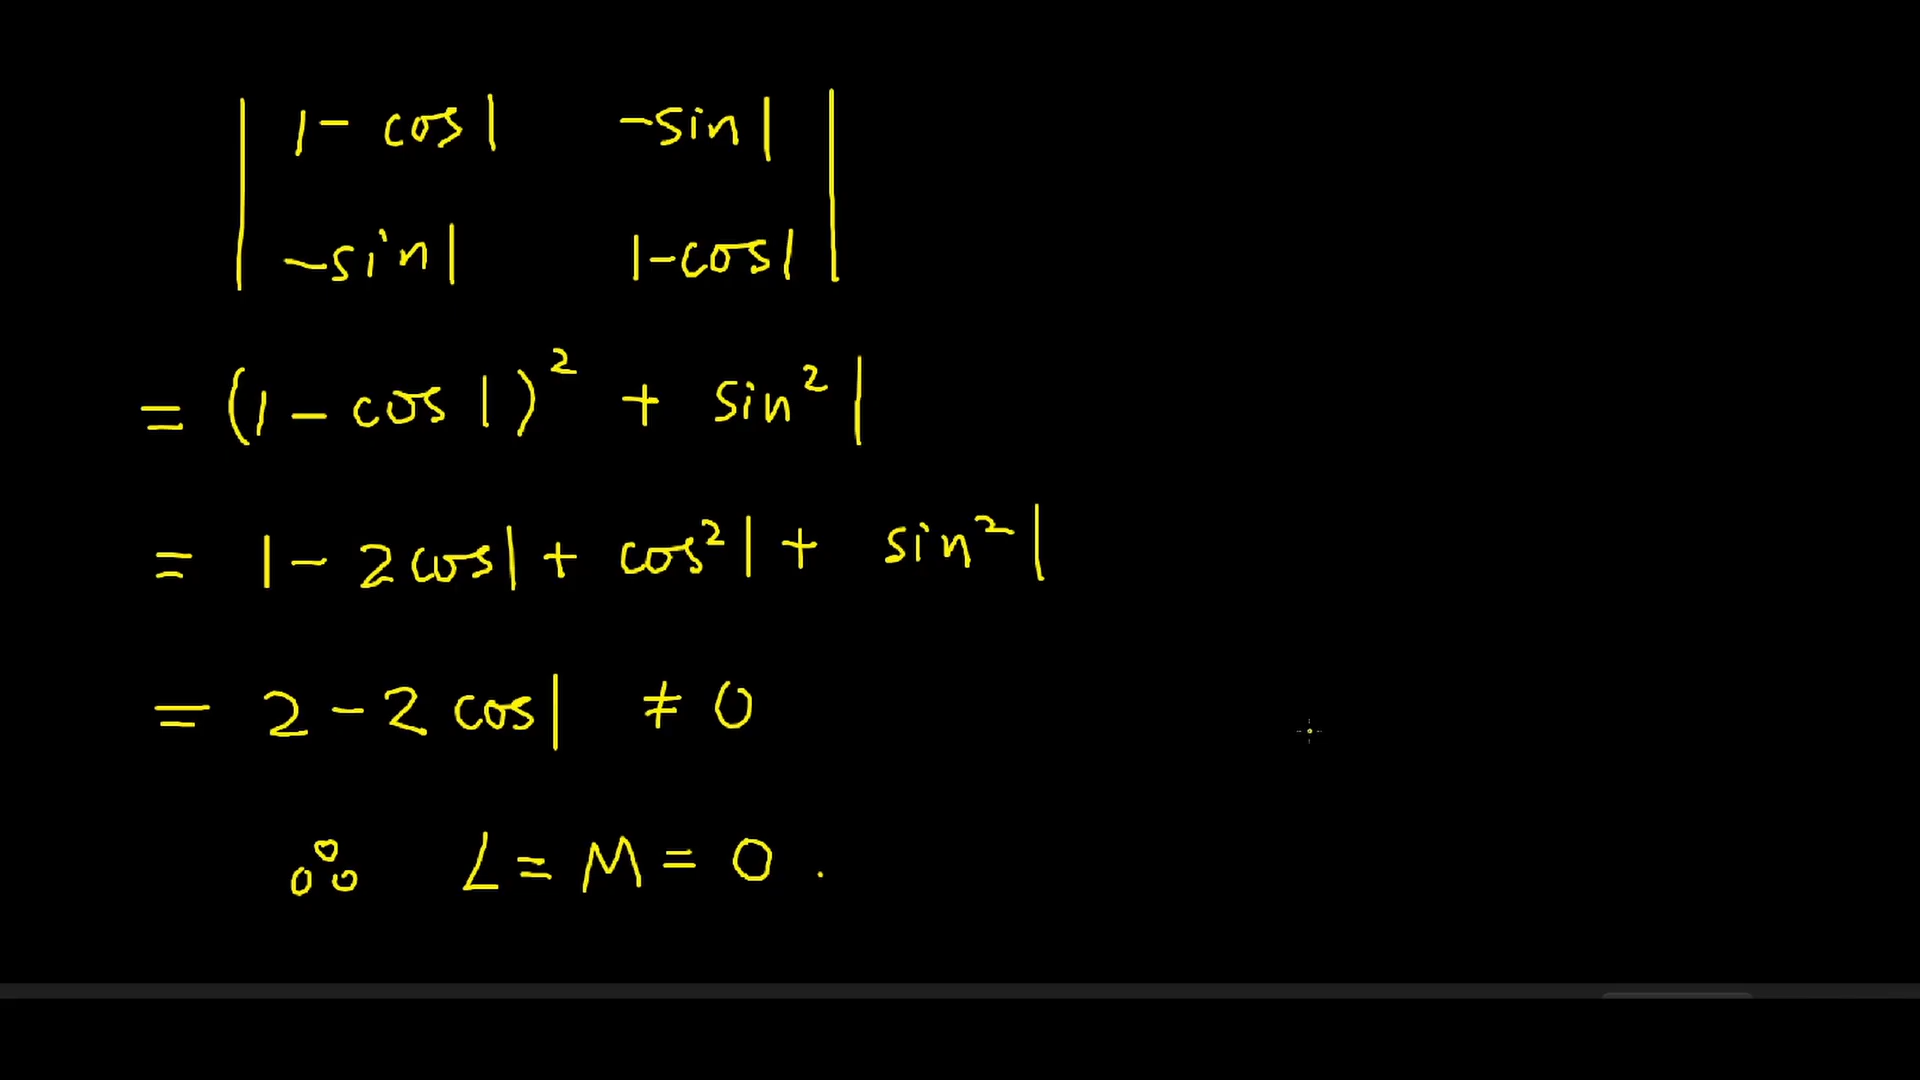 | 1 - cos1 -sin1 |
| -sin1 1-cos1 |
= (1 - cos 1)² + sin² 1
= 1 - 2cos1 + cos²1 + sin²1
= 2 - 2 cos1 ≠ 0
∴ L = M = 0 .